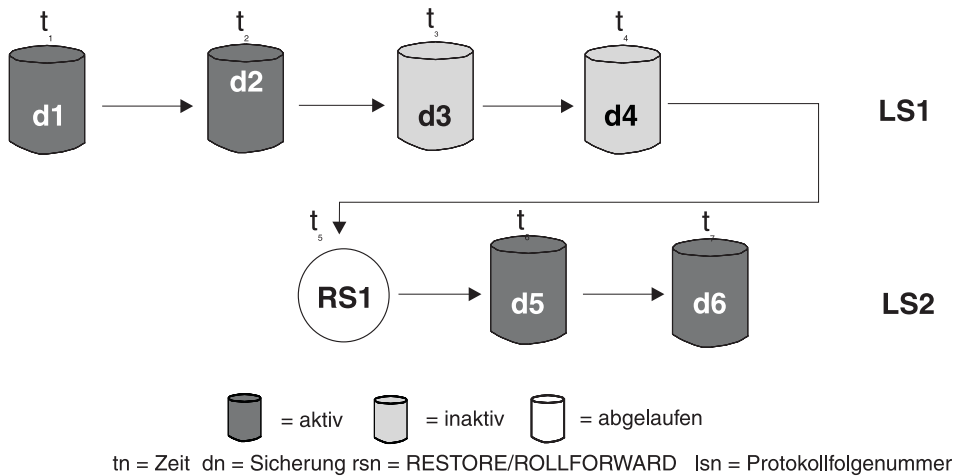 t1 t2 t3 t4
d1 d2 d3 d4 LS1
t5 t6 t7
RS1 d5 d6 LS2
= aktiv = inaktiv = abgelaufen
tn = Zeit dn = Sicherung rsn = RESTORE/ROLLFORWARD lsn = Protokollfolgenummer